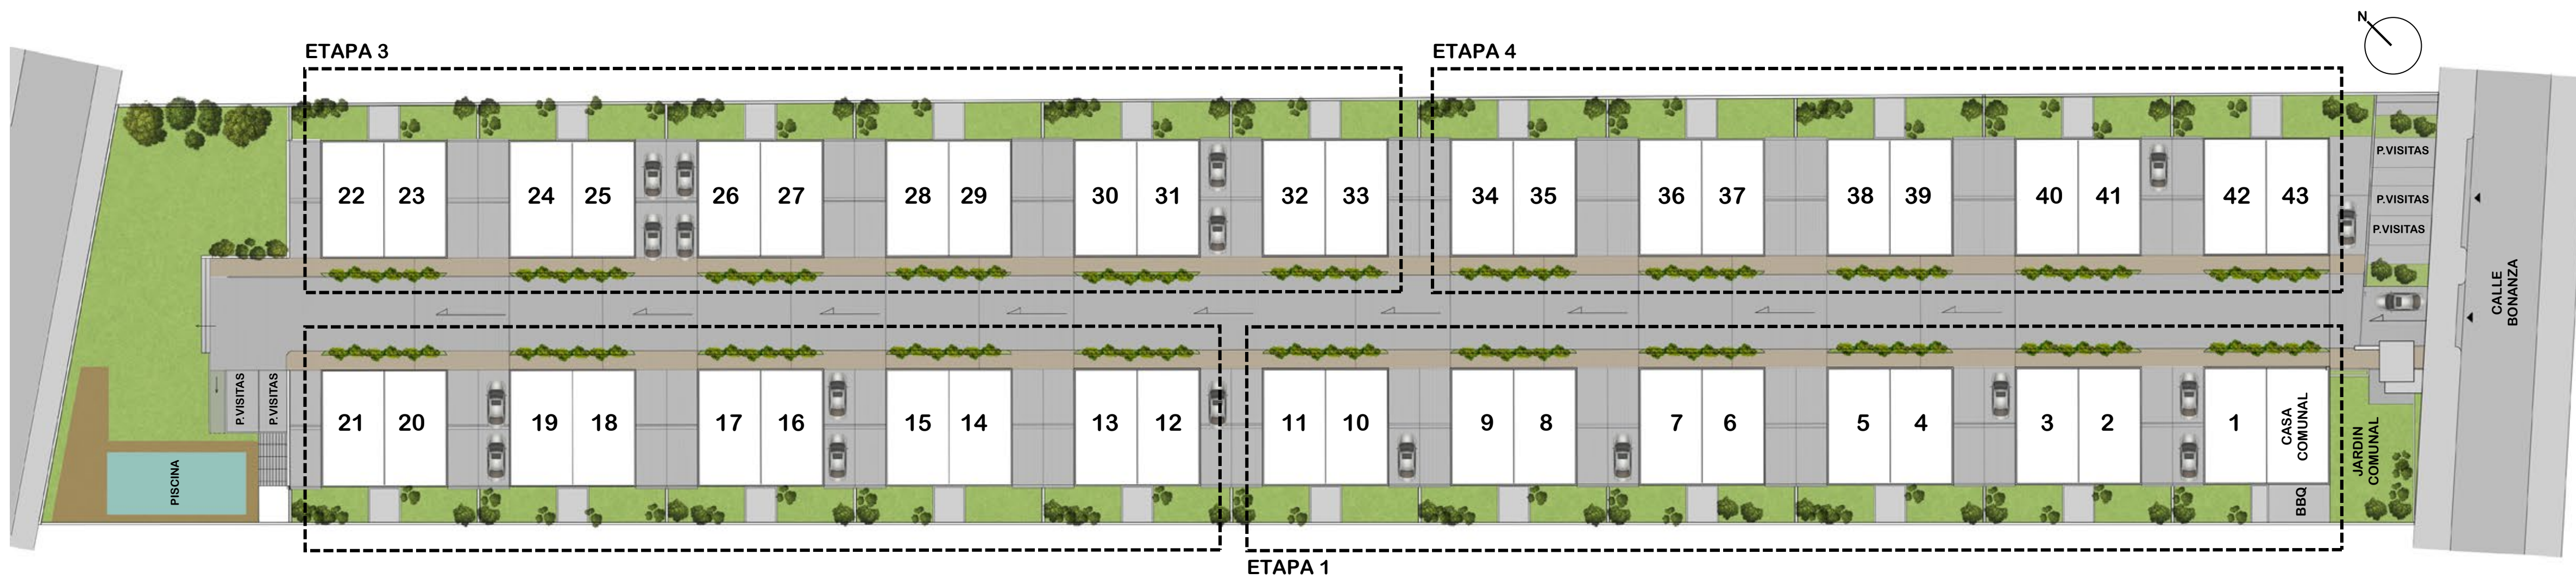 N
ETAPA 3
ETAPA 4
22 23 24 25 26 27 28 29 30 31 32 33 34 35 36 37 38 39 40 41 42 43
P.VISITAS
P.VISITAS
P.VISITAS
CALLE
BONANZA
P.VISITAS
P.VISITAS
21 20 19 18 17 16 15 14 13 12 11 10 9 8 7 6 5 4 3 2 1
CASA
COMUNAL
JARDIN
COMUNAL
PISCINA
BBQ
ETAPA 1